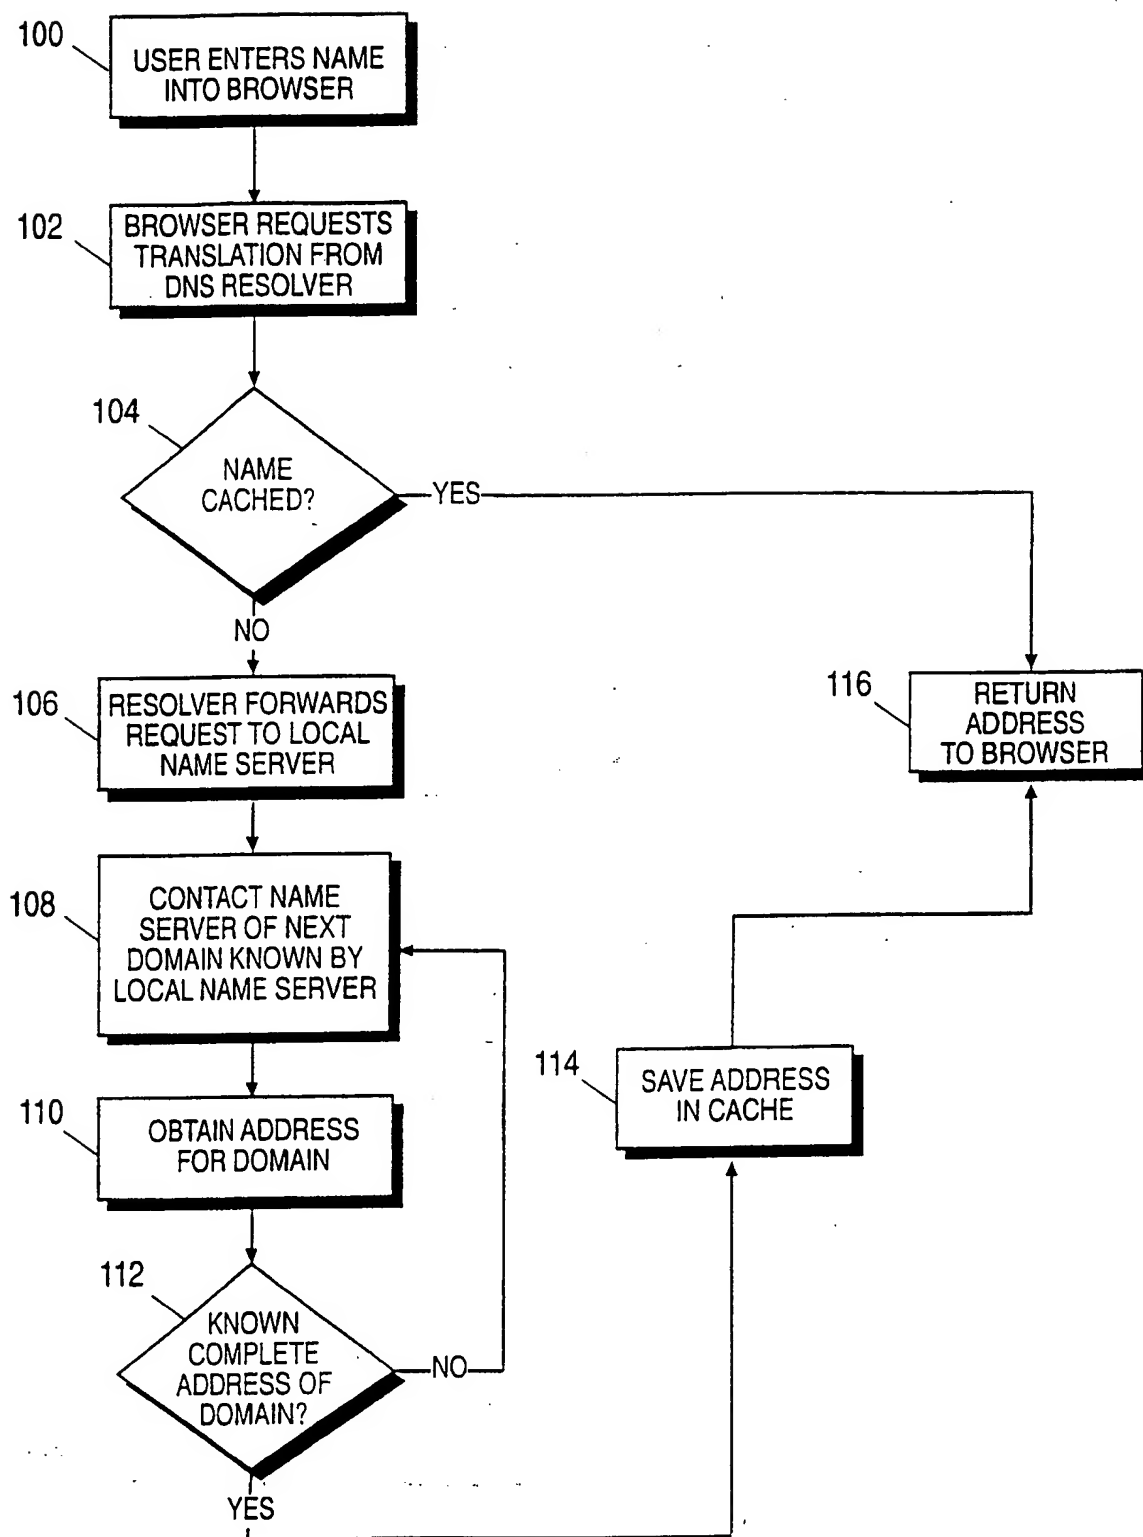 100
USER ENTERS NAME
INTO BROWSER
102
BROWSER REQUESTS
TRANSLATION FROM
DNS RESOLVER
104
NAME
CACHED?
YES
NO
106
RESOLVER FORWARDS
REQUEST TO LOCAL
NAME SERVER
116
RETURN
ADDRESS
TO BROWSER
108
CONTACT NAME
SERVER OF NEXT
DOMAIN KNOWN BY
LOCAL NAME SERVER
114
SAVE ADDRESS
IN CACHE
110
OBTAIN ADDRESS
FOR DOMAIN
112
KNOWN
COMPLETE
ADDRESS OF
DOMAIN?
NO
YES